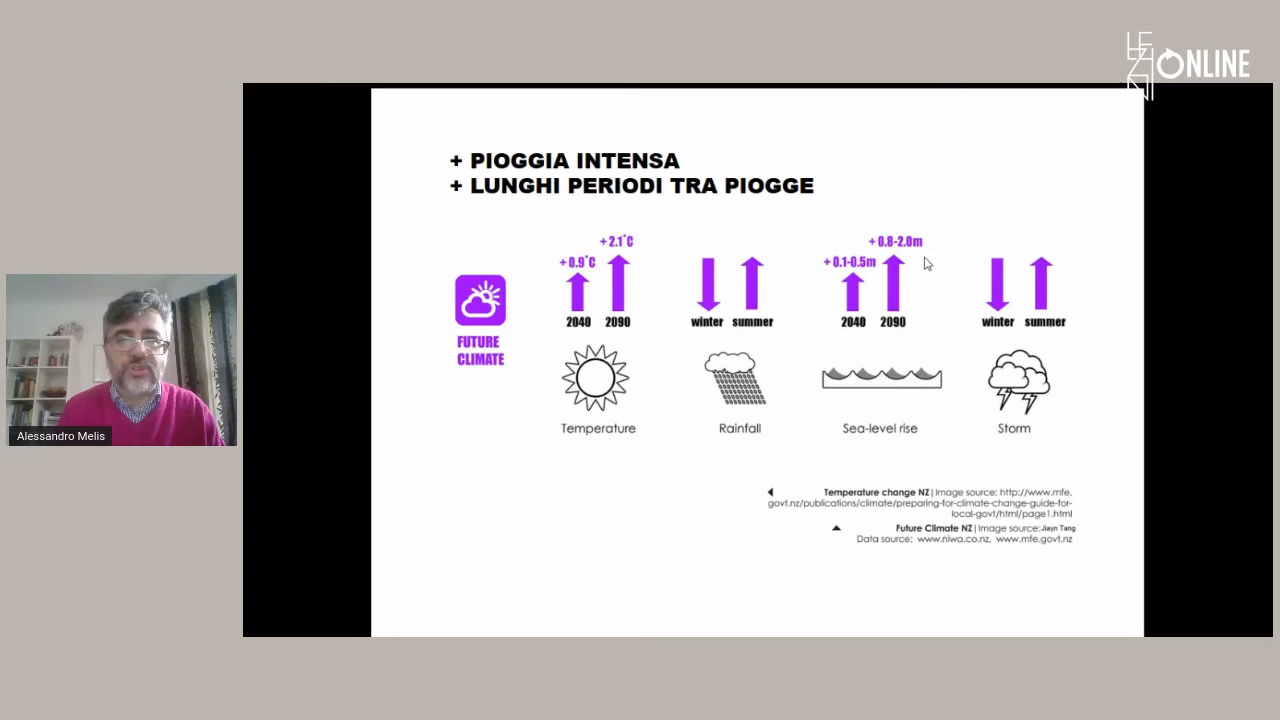 LEZIONI ONLINE
+ PIOGGIA INTENSA
+ LUNGHI PERIODI TRA PIOGGE
+2.1°C
+0.8-2.0m
+0.9°C
+0.1-0.5m
2040 2090
winter summer
2040 2090
winter summer
FUTURE
CLIMATE
Temperature
Rainfall
Sea-level rise
Storm
Alessandro Melis
Temperature change NZ|Image source: http://www.mfe.
govt.nz/publications/climate/preparing-for-climate-change-guide-for-
local-govt/html/page1.html
Future Climate NZ|Image source:Jiayn Tang
Data source: www.niwa.co.nz, www.mfe.govt.nz